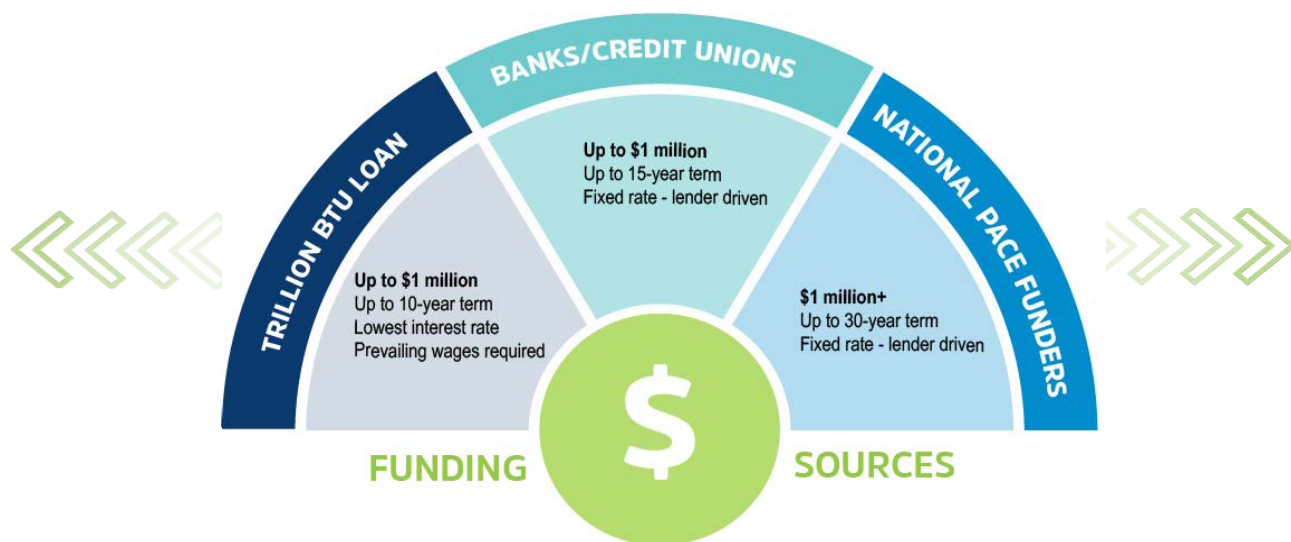 TRILLION BTU LOAN
Up to $1 million
Up to 10-year term
Lowest interest rate
Prevailing wages required
BANKS/CREDIT UNIONS
Up to $1 million
Up to 15-year term
Fixed rate - lender driven
NATIONAL PACE FUNDERS
$1 million+
Up to 30-year term
Fixed rate - lender driven
$
FUNDING SOURCES